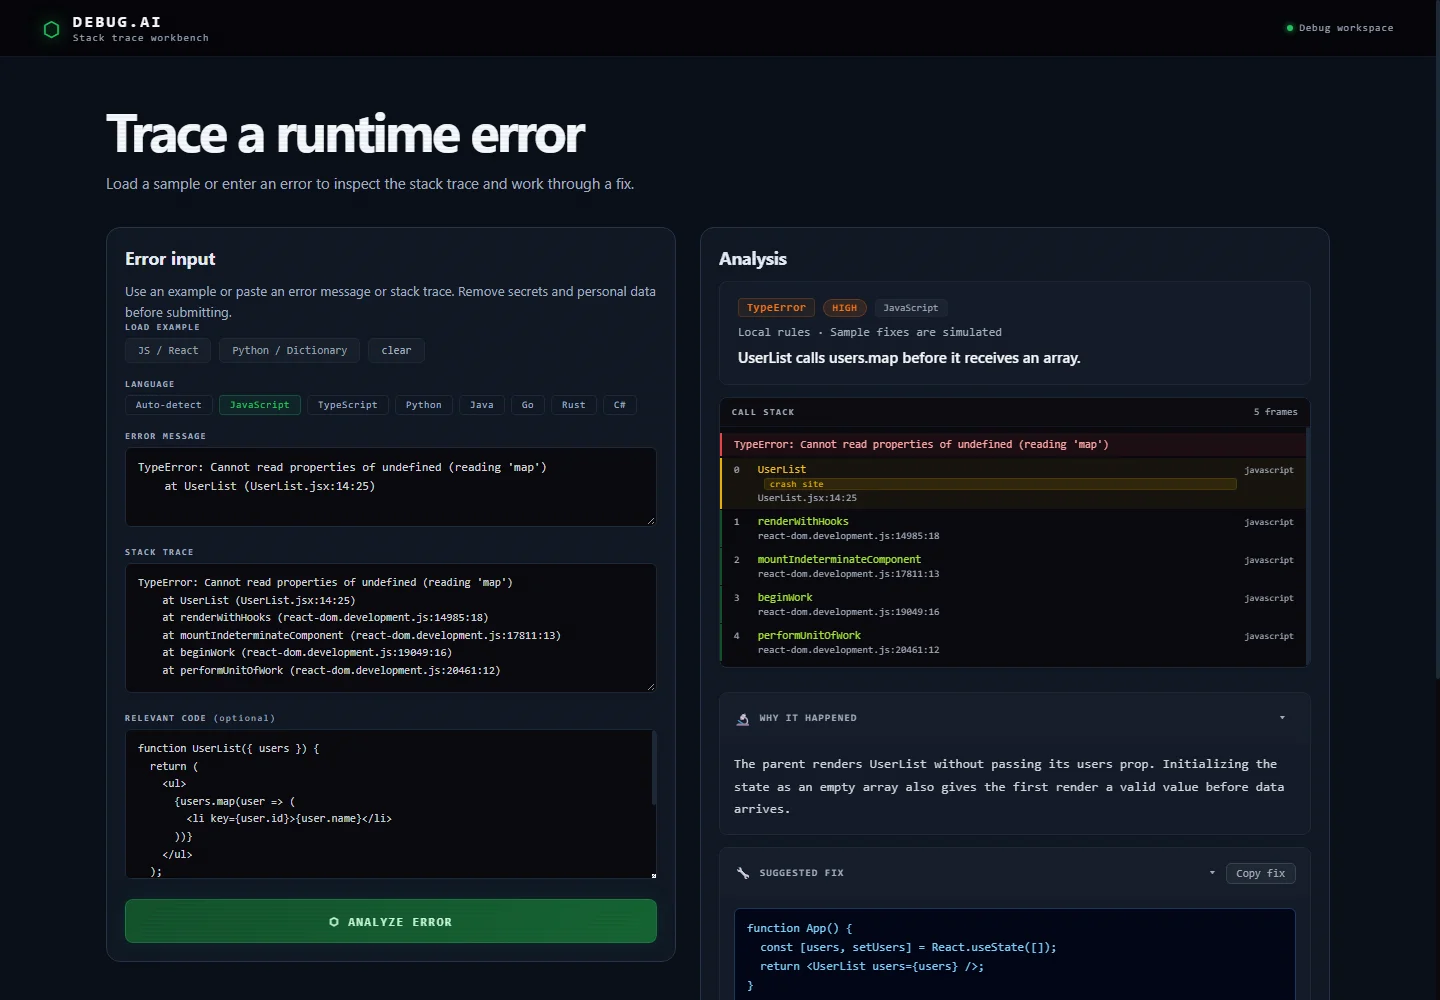 DEBUG.AI
Stack trace workbench
Debug workspace
Trace a runtime error
Load a sample or enter an error to inspect the stack trace and work through a fix.
Error input
Use an example or paste an error message or stack trace. Remove secrets and personal data
before submitting.
LOAD EXAMPLE
JS / React
Python / Dictionary
clear
LANGUAGE
Auto-detect
JavaScript
TypeScript
Python
Java
Go
Rust
C#
ERROR MESSAGE
TypeError: Cannot read properties of undefined (reading 'map')
    at UserList (UserList.jsx:14:25)
STACK TRACE
TypeError: Cannot read properties of undefined (reading 'map')
    at UserList (UserList.jsx:14:25)
    at renderWithHooks (react-dom.development.js:14985:18)
    at mountIndeterminateComponent (react-dom.development.js:17811:13)
    at beginWork (react-dom.development.js:19049:16)
    at performUnitOfWork (react-dom.development.js:20461:12)
RELEVANT CODE (optional)
function UserList({ users }) {
  return (
    <ul>
      {users.map(user => (
        <li key={user.id}>{user.name}</li>
      ))}
    </ul>
  );
ANALYZE ERROR
Analysis
TypeError
HIGH
JavaScript
Local rules · Sample fixes are simulated
UserList calls users.map before it receives an array.
CALL STACK
5 frames
TypeError: Cannot read properties of undefined (reading 'map')
0 UserList javascript
crash site
UserList.jsx:14:25
1 renderWithHooks javascript
react-dom.development.js:14985:18
2 mountIndeterminateComponent javascript
react-dom.development.js:17811:13
3 beginWork javascript
react-dom.development.js:19049:16
4 performUnitOfWork javascript
react-dom.development.js:20461:12
WHY IT HAPPENED
The parent renders UserList without passing its users prop. Initializing the
state as an empty array also gives the first render a valid value before data
arrives.
SUGGESTED FIX
Copy fix
function App() {
  const [users, setUsers] = React.useState([]);
  return <UserList users={users} />;
}